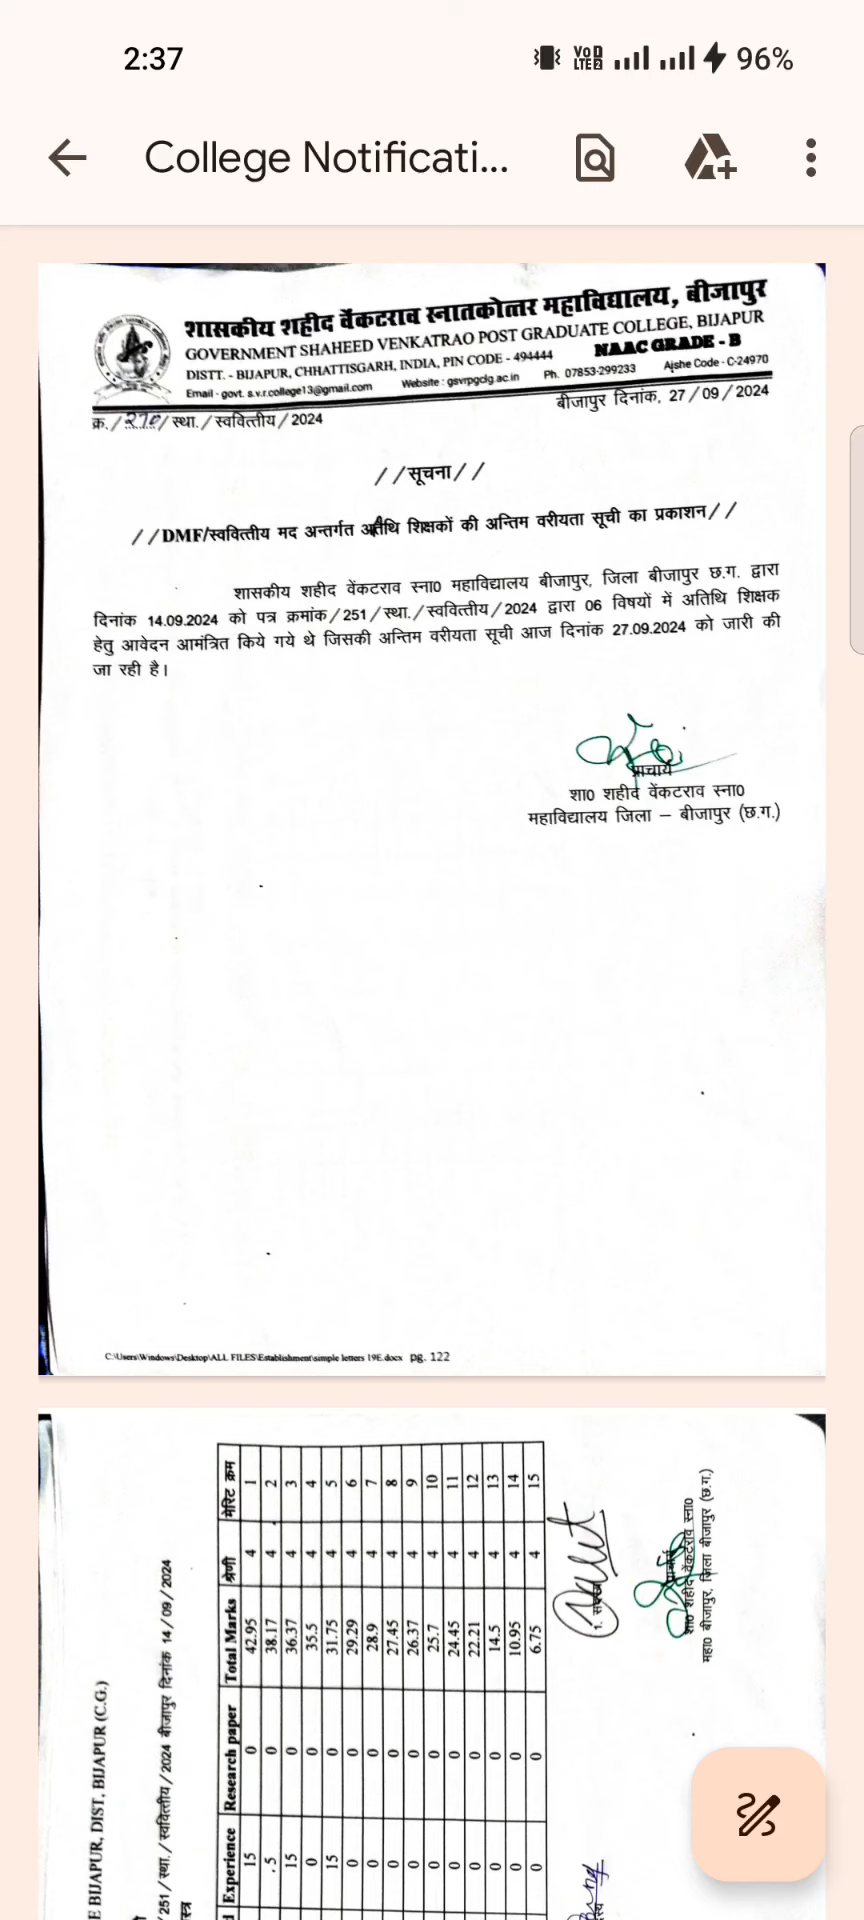 2:37
VoD LTE2
96%
College Notificati...
शासकीय शहीद वेंकटराव स्नातकोत्तर महाविद्यालय, बीजापुर
GOVERNMENT SHAHEED VENKATRAO POST GRADUATE COLLEGE, BIJAPUR
DISTT. - BIJAPUR, CHHATTISGARH, INDIA, PIN CODE - 494444 NAAC GRADE - B
Email - govt. s.v.r.college13@gmail.com Website : gsvrpgclg.ac.in Ph. 07853-299233 Ajshe Code - C-24970
क्र. / 270 / स्था. / स्ववित्तीय / 2024 बीजापुर दिनांक, 27 / 09 / 2024
/ /सूचना/ /
/ /DMF/स्ववित्तीय मद अन्तर्गत अतिथि शिक्षकों की अन्तिम वरीयता सूची का प्रकाशन/ /
शासकीय शहीद वेंकटराव स्ना0 महाविद्यालय बीजापुर, जिला बीजापुर छ.ग. द्वारा
दिनांक 14.09.2024 को पत्र क्रमांक / 251 / स्था. / स्ववित्तीय / 2024 द्वारा 06 विषयों में अतिथि शिक्षक
हेतु आवेदन आमंत्रित किये गये थे जिसकी अन्तिम वरीयता सूची आज दिनांक 27.09.2024 को जारी की
जा रही है।
प्राचार्य
शा0 शहीद वेंकटराव स्ना0
महाविद्यालय जिला – बीजापुर (छ.ग.)
C:\Users\Windows\Desktop\ALL FILES\Establishment\simple letters 19E.docx pg. 122
E BIJAPUR, DIST, BIJAPUR (C.G.)
251 / स्था. / स्ववित्तीय / 2024 बीजापुर दिनांक 14 / 09 / 2024
Experience Research paper Total Marks श्रेणी मेरिट क्रम
15 0 42.95 4 1
.5 0 38.17 4 2
15 0 36.37 4 3
0 0 35.5 4 4
15 0 31.75 4 5
0 0 29.29 4 6
0 0 28.9 4 7
0 0 27.45 4 8
0 0 26.37 4 9
0 0 25.7 4 10
0 0 24.45 4 11
0 0 22.21 4 12
0 0 14.5 4 13
0 0 10.95 4 14
0 0 6.75 4 15
शा0 शहीद वेंकटराव स्ना0
महा0 बीजापुर, जिला बीजापुर (छ.ग.)